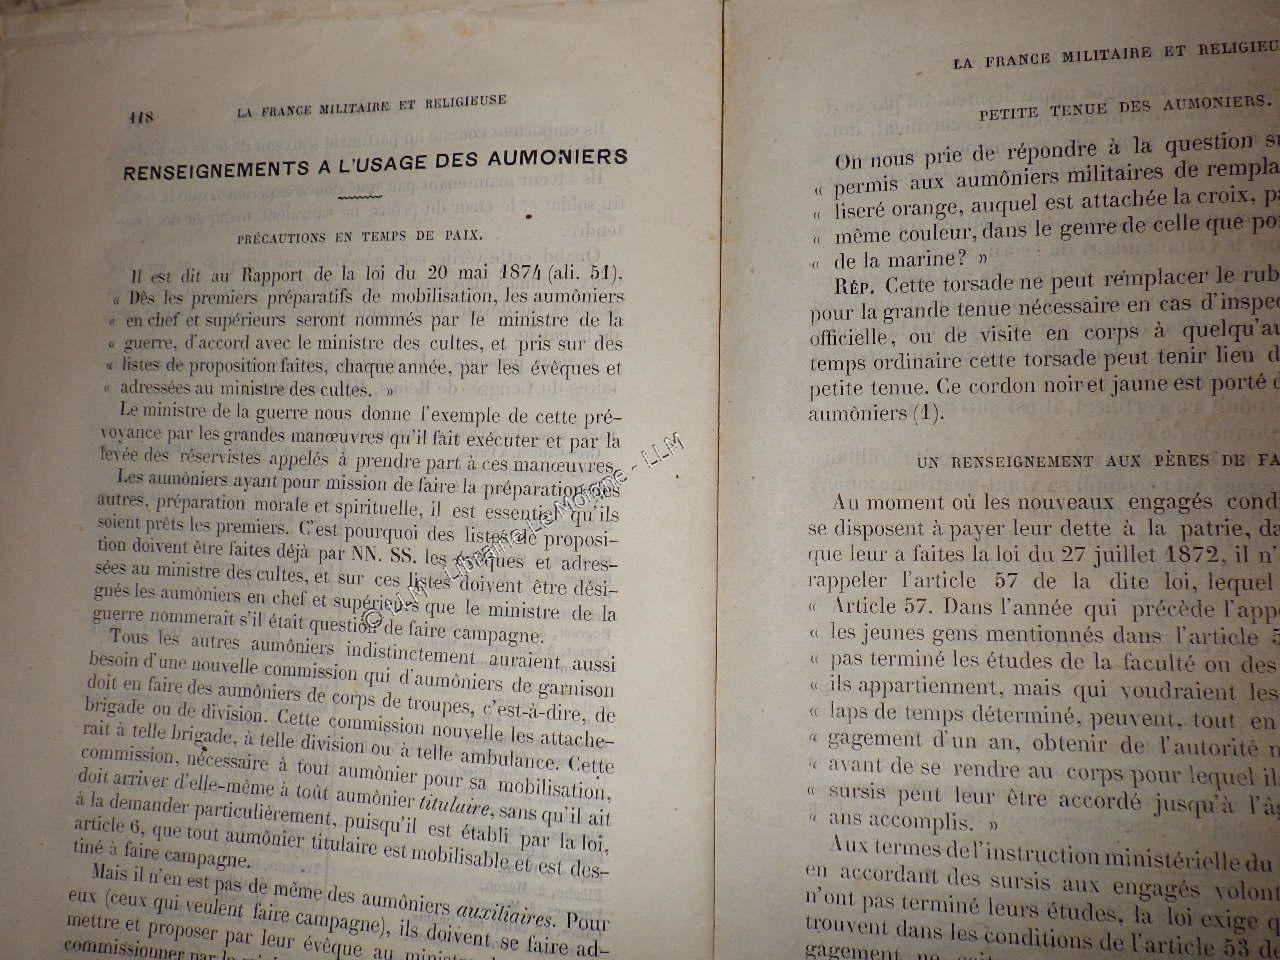 118
LA FRANCE MILITAIRE ET RELIGIEUSE
RENSEIGNEMENTS A L'USAGE DES AUMONIERS
PRÉCAUTIONS EN TEMPS DE PAIX.
Il est dit au Rapport de la loi du 20 mai 1874 (ali. 51).
« Dès les premiers préparatifs de mobilisation, les aumôniers
« en chef et supérieurs seront nommés par le ministre de la
« guerre, d'accord avec le ministre des cultes, et pris sur des
« listes de proposition faites, chaque année, par les évêques et
« adressées au ministre des cultes. »
Le ministre de la guerre nous donne l'exemple de cette pré-
voyance par les grandes manœuvres qu'il fait exécuter et par la
levée des réservistes appelés à prendre part à ces manœuvres.
Les aumôniers ayant pour mission de faire la préparation des
autres, préparation morale et spirituelle, il est essentiel qu'ils
soient prêts les premiers. C'est pourquoi des listes de proposi-
tion doivent être faites déjà par NN. SS. les évêques et adres-
sées au ministre des cultes, et sur ces listes doivent être dési-
gnés les aumôniers en chef et supérieurs que le ministre de la
guerre nommerait s'il était question de faire campagne.
Tous les autres aumôniers indistinctement auraient aussi
besoin d'une nouvelle commission qui d'aumôniers de garnison
doit en faire des aumôniers de corps de troupes, c'est-à-dire, de
brigade ou de division. Cette commission nouvelle les attache-
rait à telle brigade, à telle division ou à telle ambulance. Cette
commission, nécessaire à tout aumônier pour sa mobilisation,
doit arriver d'elle-même à tout aumônier titulaire, sans qu'il ait
à la demander particulièrement, puisqu'il est établi par la loi,
article 6, que tout aumônier titulaire est mobilisable et est des-
tiné à faire campagne.
Mais il n'en est pas de même des aumôniers auxiliaires. Pour
eux (ceux qui veulent faire campagne), ils doivent se faire ad-
mettre et proposer par leur évêque au
commissionner par le
© LLM - Librairie Le Moigne - LLM
LA FRANCE MILITAIRE ET RELIGIEU
PETITE TENUE DES AUMONIERS.
On nous prie de répondre à la question su
« permis aux aumôniers militaires de rempla
« liseré orange, auquel est attachée la croix, pa
« même couleur, dans le genre de celle que po
« de la marine? »
RÉP. Cette torsade ne peut remplacer le rub
pour la grande tenue nécessaire en cas d'inspec
officielle, ou de visite en corps à quelqu'au
temps ordinaire cette torsade peut tenir lieu d
petite tenue. Ce cordon noir et jaune est porté
aumôniers (1).
UN RENSEIGNEMENT AUX PÈRES DE FA
Au moment où les nouveaux engagés condi
se disposent à payer leur dette à la patrie, da
que leur a faites la loi du 27 juillet 1872, il n'
rappeler l'article 57 de la dite loi, lequel
« Article 57. Dans l'année qui précède l'appe
« les jeunes gens mentionnés dans l'article 5
« pas terminé les études de la faculté ou des
« ils appartiennent, mais qui voudraient les
« laps de temps déterminé, peuvent, tout en
« gagement d'un an, obtenir de l'autorité m
« avant de se rendre au corps pour lequel il
« sursis peut leur être accordé jusqu'à l'âg
« ans accomplis. »
Aux termes de l'instruction ministérielle du
en accordant des sursis aux engagés volont
n'ont pas terminé leurs études, la loi exige q
trouvent dans les conditions de l'article 53 de
gagement ne